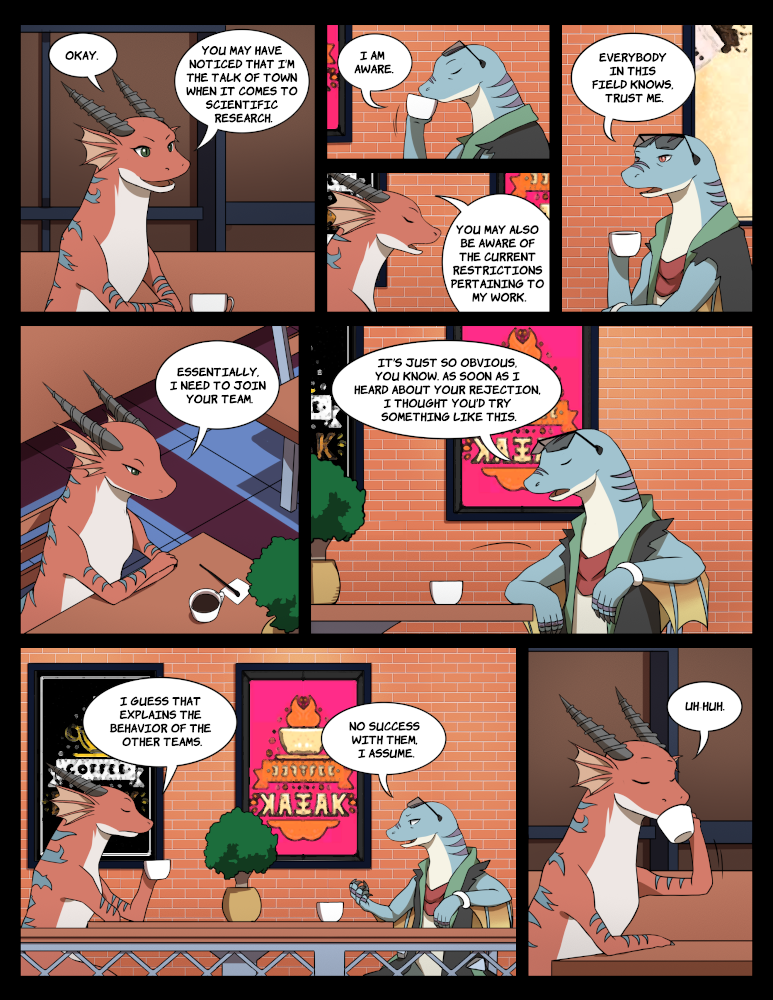 OKAY.
YOU MAY HAVE
NOTICED THAT I'M
THE TALK OF TOWN
WHEN IT COMES TO
SCIENTIFIC
RESEARCH.
I AM
AWARE.
YOU MAY ALSO
BE AWARE OF
THE CURRENT
RESTRICTIONS
PERTAINING TO
MY WORK.
EVERYBODY
IN THIS
FIELD KNOWS,
TRUST ME.
ESSENTIALLY,
I NEED TO JOIN
YOUR TEAM.
IT'S JUST SO OBVIOUS,
YOU KNOW. AS SOON AS I
HEARD ABOUT YOUR REJECTION,
I THOUGHT YOU'D TRY
SOMETHING LIKE THIS.
I GUESS THAT
EXPLAINS THE
BEHAVIOR OF THE
OTHER TEAMS.
COFFEE
NO SUCCESS
WITH THEM,
I ASSUME.
UH HUH.